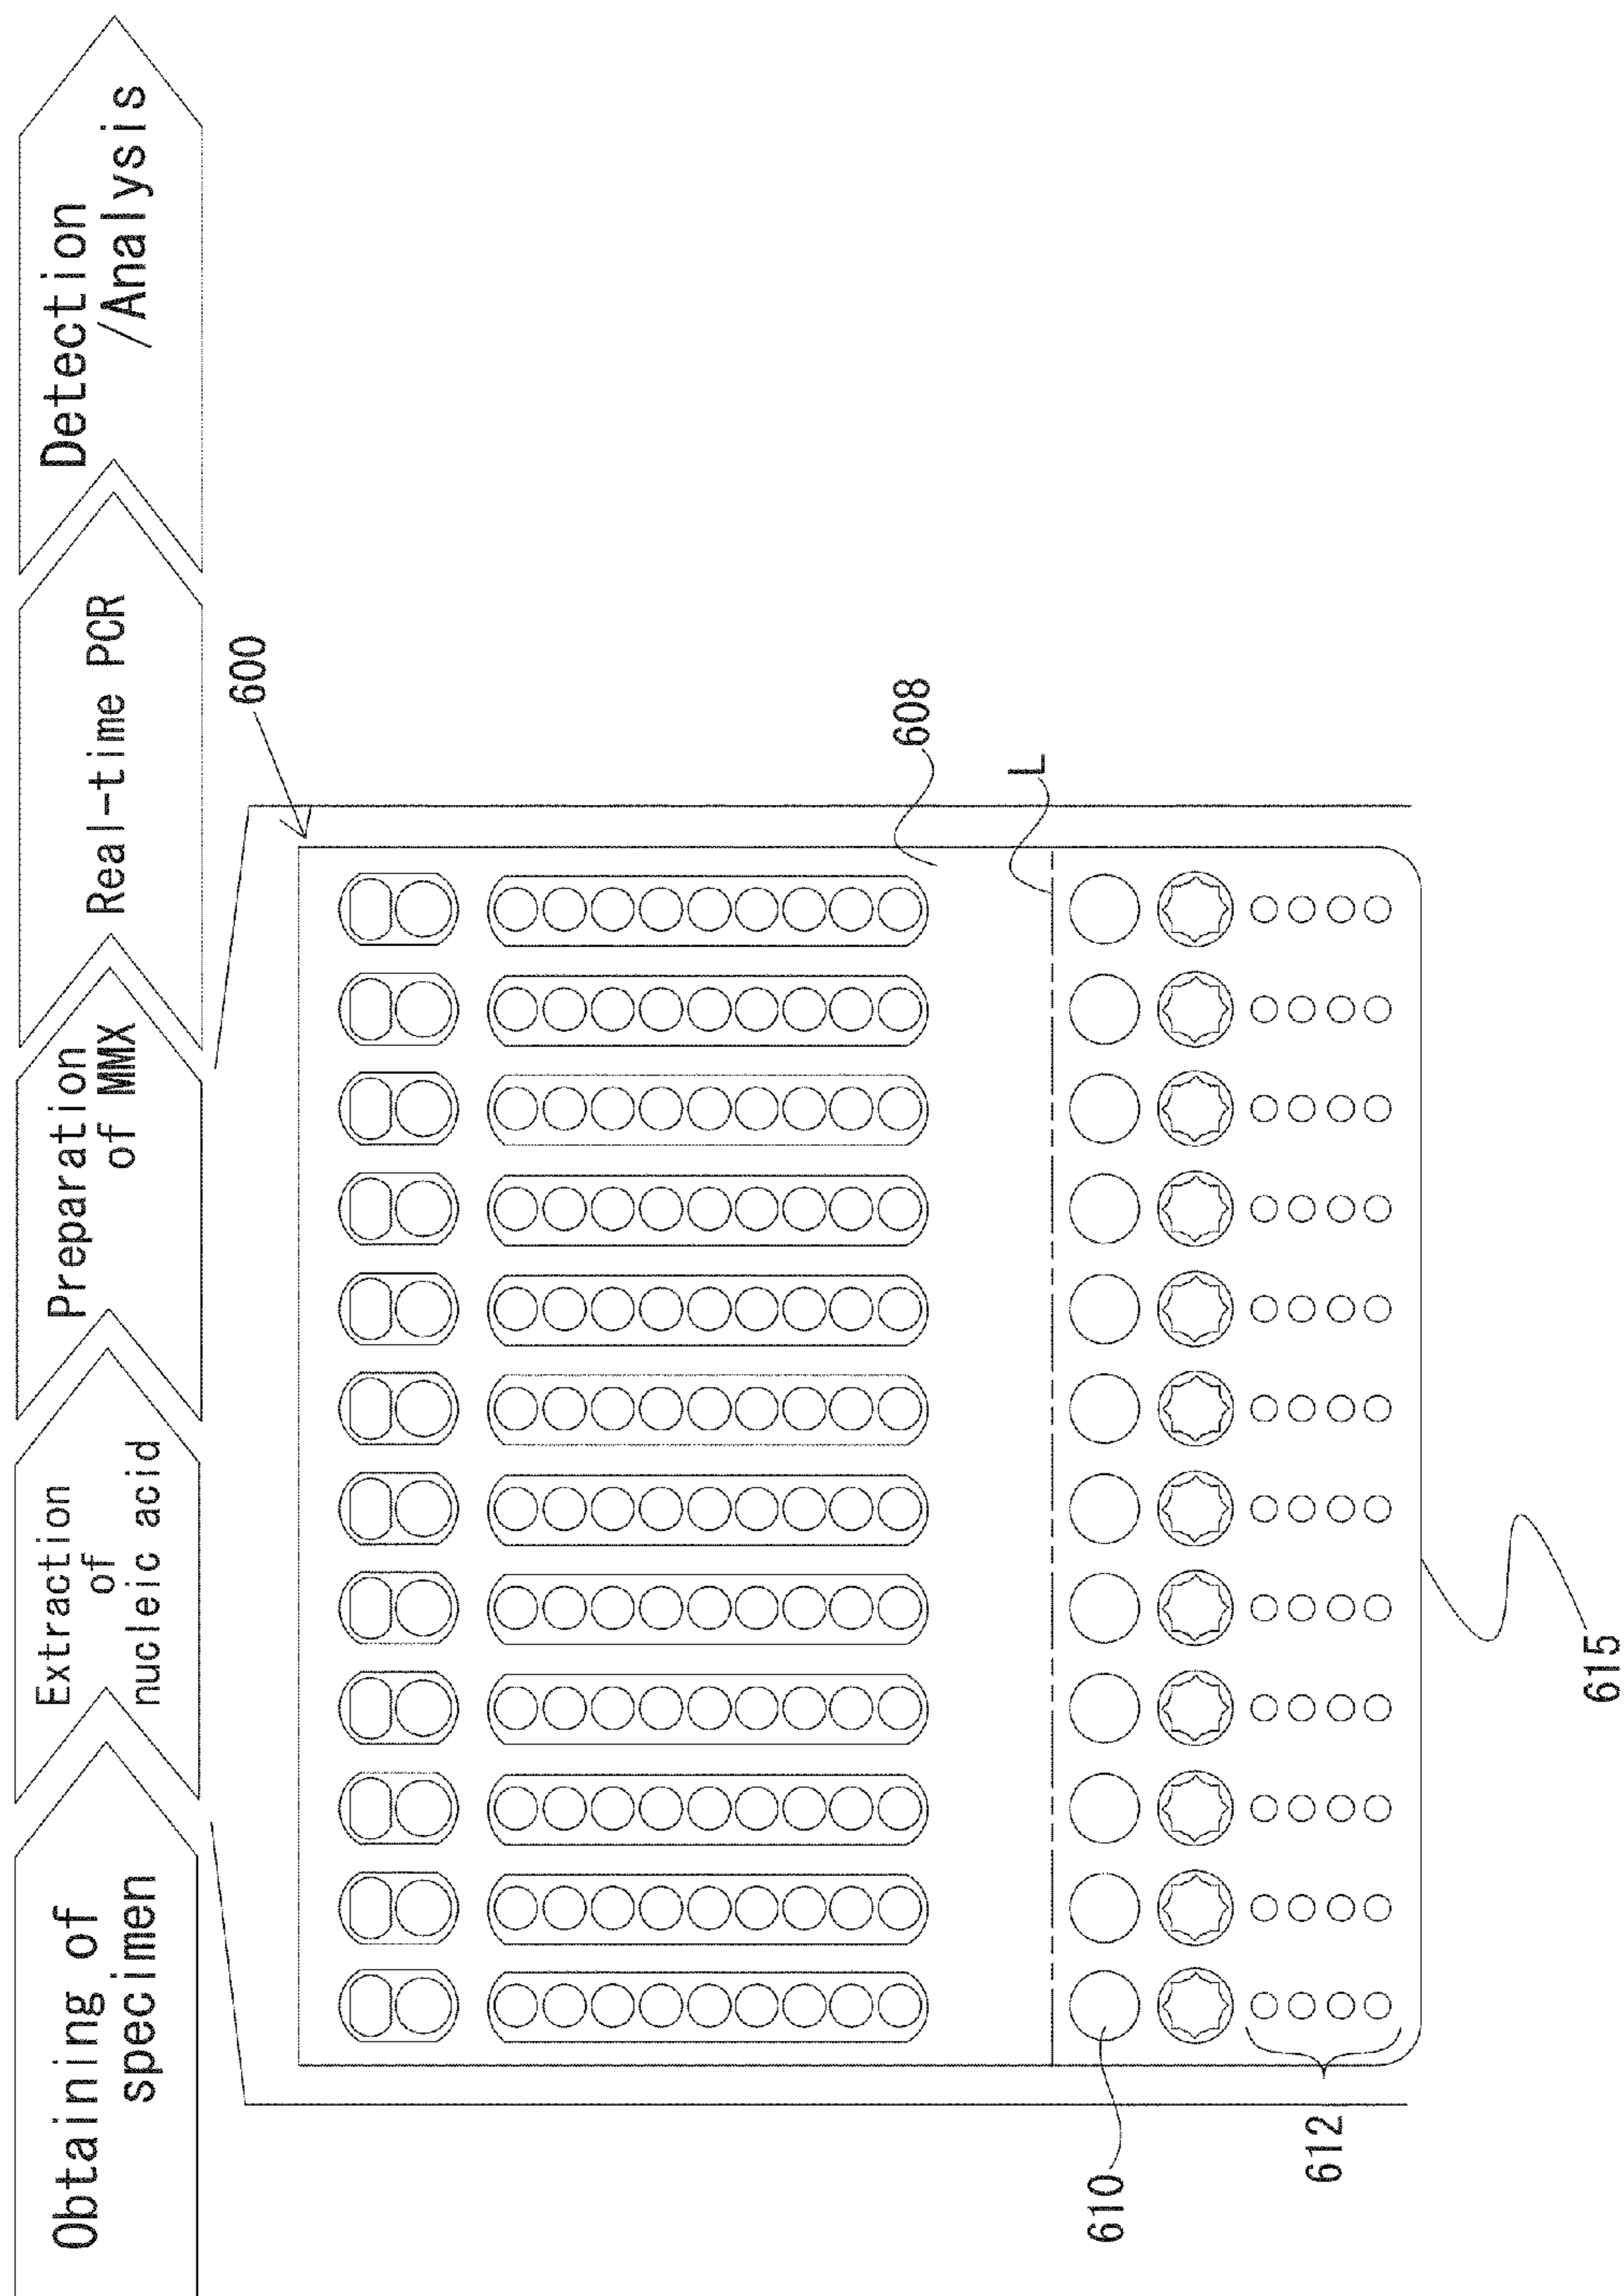 Obtaining of
specimen
Extraction
of
nucleic acid
Preparation
of MMX
Real-time PCR
Detection
/Analysis
600
608
L
610
612
615